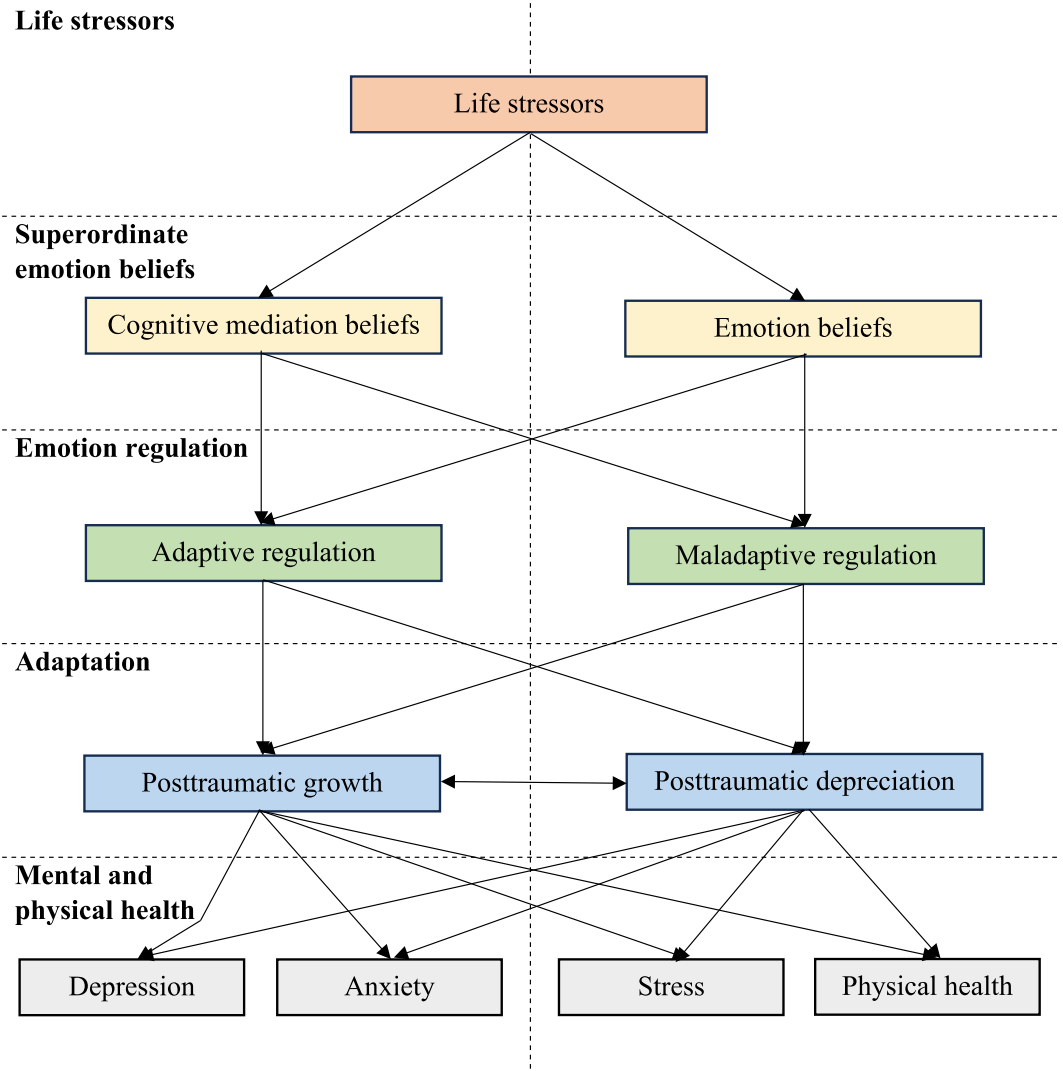 Life stressors
Life stressors
Superordinate
emotion beliefs
Cognitive mediation beliefs
Emotion beliefs
Emotion regulation
Adaptive regulation
Maladaptive regulation
Adaptation
Posttraumatic growth
Posttraumatic depreciation
Mental and
physical health
Depression
Anxiety
Stress
Physical health